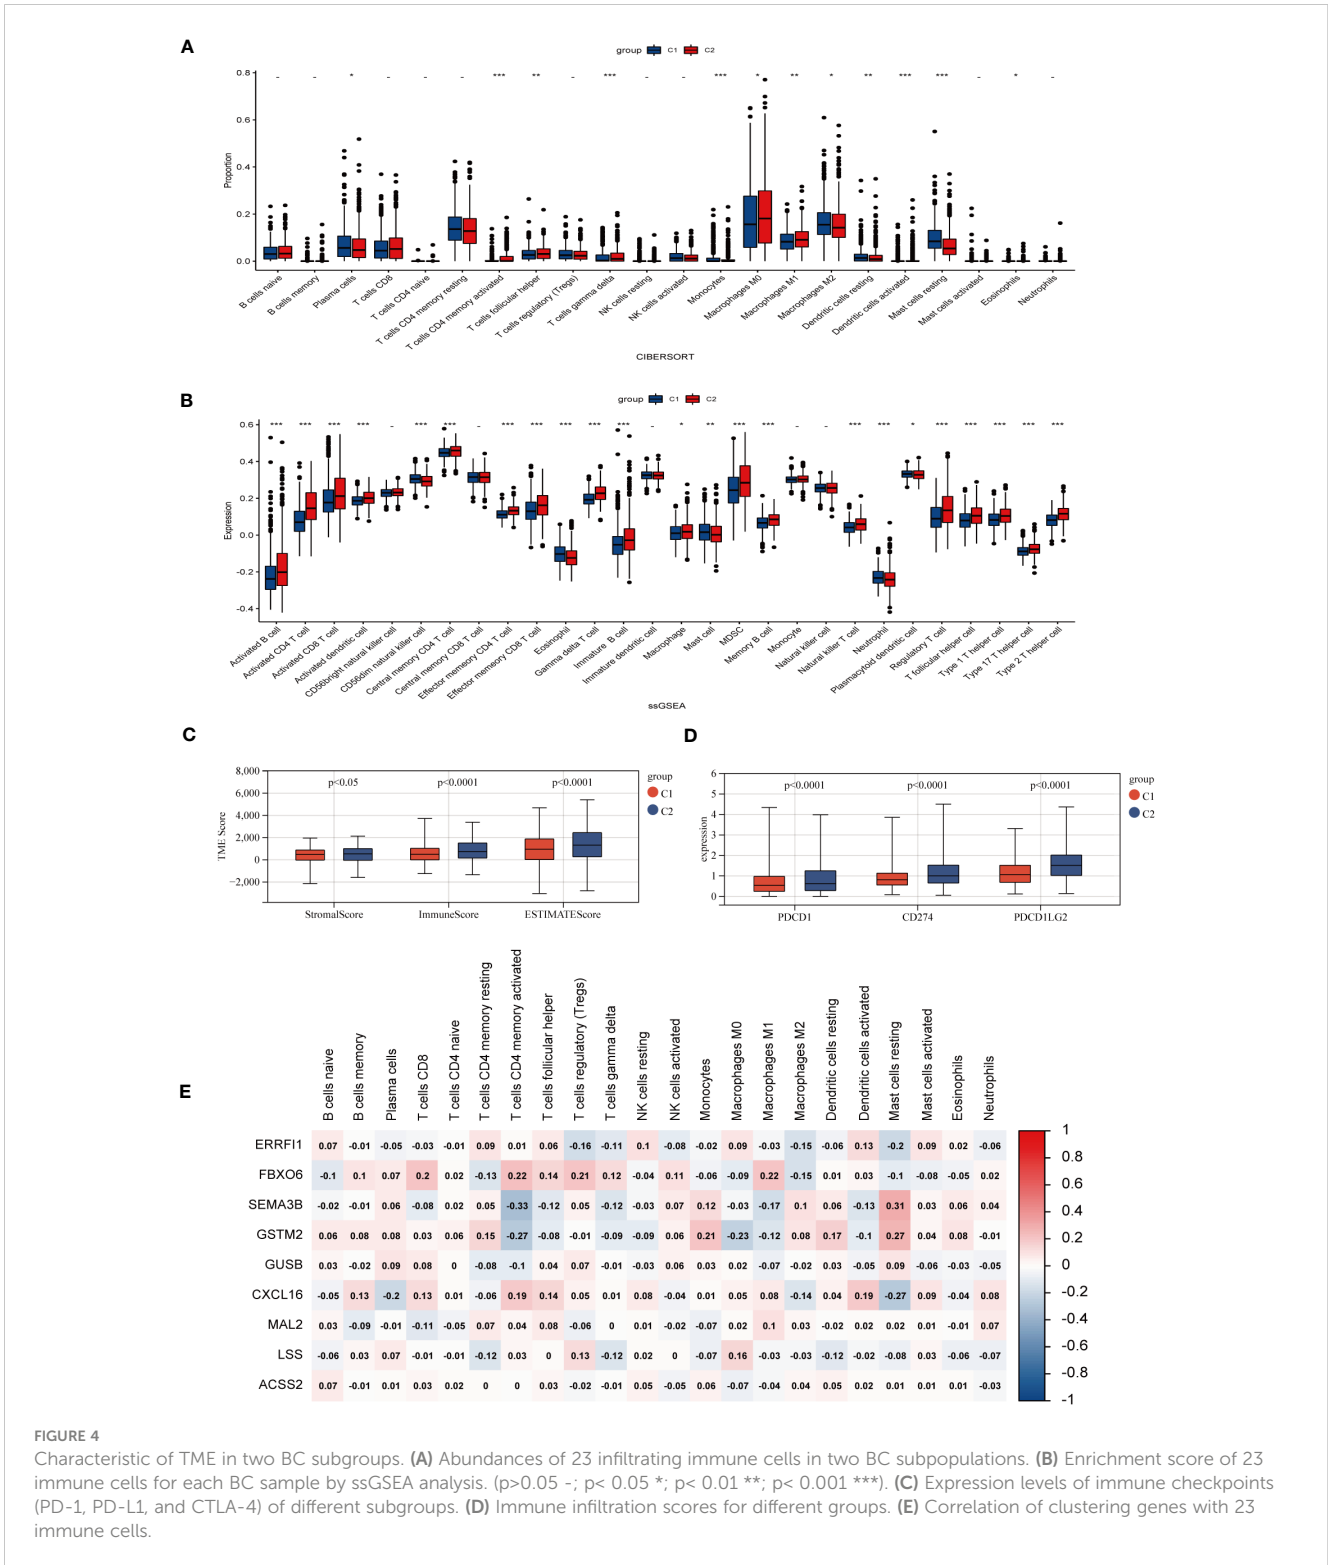 A
group C1 C2
0.8
0.6
0.4
0.2
0.0
Proportion
- - * - - - *** ** - *** - - *** * ** * ** *** *** - * -
B cells naive
B cells memory
Plasma cells
T cells CD8
T cells CD4 naive
T cells CD4 memory resting
T cells CD4 memory activated
T cells follicular helper
T cells regulatory (Tregs)
T cells gamma delta
NK cells resting
NK cells activated
Monocytes
Macrophages M0
Macrophages M1
Macrophages M2
Dendritic cells resting
Dendritic cells activated
Mast cells resting
Mast cells activated
Eosinophils
Neutrophils
CIBERSORT
B
group C1 C2
0.6
0.4
0.2
0.0
-0.2
-0.4
Expression
*** *** *** *** - *** *** - *** *** *** *** *** - * ** *** *** - - *** *** * *** *** *** *** ***
Activated B cell
Activated CD4 T cell
Activated CD8 T cell
Activated dendritic cell
CD56bright natural killer cell
CD56dim natural killer cell
Central memory CD4 T cell
Central memory CD8 T cell
Effector memory CD4 T cell
Effector memory CD8 T cell
Eosinophil
Gamma delta T cell
Immature B cell
Immature dendritic cell
Macrophage
Mast cell
MDSC
Memory B cell
Monocyte
Natural killer cell
Natural killer T cell
Neutrophil
Plasmacytoid dendritic cell
Regulatory T cell
T follicular helper cell
Type 1 T helper cell
Type 17 T helper cell
Type 2 T helper cell
ssGSEA
C
8,000
6,000
4,000
2,000
0
−2,000
TME Score
p<0.05 p<0.0001 p<0.0001
StromalScore ImmuneScore ESTIMATEScore
group
C1
C2
D
6
5
4
3
2
1
0
expression
p<0.0001 p<0.0001 p<0.0001
PDCD1 CD274 PDCD1LG2
group
C1
C2
E
B cells naive
B cells memory
Plasma cells
T cells CD8
T cells CD4 naive
T cells CD4 memory resting
T cells CD4 memory activated
T cells follicular helper
T cells regulatory (Tregs)
T cells gamma delta
NK cells resting
NK cells activated
Monocytes
Macrophages M0
Macrophages M1
Macrophages M2
Dendritic cells resting
Dendritic cells activated
Mast cells resting
Mast cells activated
Eosinophils
Neutrophils
ERRFI1 0.07 -0.01 -0.05 -0.03 -0.01 0.09 0.01 0.06 -0.16 -0.11 0.1 -0.08 -0.02 0.09 -0.03 -0.15 -0.06 0.13 -0.2 0.09 0.02 -0.06
FBXO6 -0.1 0.1 0.07 0.2 0.02 -0.13 0.22 0.14 0.21 0.12 -0.04 0.11 -0.06 -0.09 0.22 -0.15 0.01 0.03 -0.1 -0.08 -0.05 0.02
SEMA3B -0.02 -0.01 0.06 -0.08 0.02 0.05 -0.33 -0.12 0.05 -0.12 -0.03 0.07 0.12 -0.03 -0.17 0.1 0.06 -0.13 0.31 0.03 0.06 0.04
GSTM2 0.06 0.08 0.08 0.03 0.06 0.15 -0.27 -0.08 -0.01 -0.09 -0.09 0.06 0.21 -0.23 -0.12 0.08 0.17 -0.1 0.27 0.04 0.08 -0.01
GUSB 0.03 -0.02 0.09 0.08 0 -0.08 -0.1 0.04 0.07 -0.01 -0.03 0.06 0.03 0.02 -0.07 -0.02 0.03 -0.05 0.09 -0.06 -0.03 -0.05
CXCL16 -0.05 0.13 -0.2 0.13 0.01 -0.06 0.19 0.14 0.05 0.01 0.08 -0.04 0.01 0.05 0.08 -0.14 0.04 0.19 -0.27 0.09 -0.04 0.08
MAL2 0.03 -0.09 -0.01 -0.11 -0.05 0.07 0.04 0.08 -0.06 0 0.01 -0.02 -0.07 0.02 0.1 0.03 -0.02 0.02 0.02 0.01 -0.01 0.07
LSS -0.06 0.03 0.07 -0.01 -0.01 -0.12 0.03 0 0.13 -0.12 0.02 0 -0.07 0.16 -0.03 -0.03 -0.12 -0.02 -0.08 0.03 -0.06 -0.07
ACSS2 0.07 -0.01 0.01 0.03 0.02 0 0 0.03 -0.02 -0.01 0.05 -0.05 0.06 -0.07 -0.04 0.04 0.05 0.02 0.01 0.01 0.01 -0.03
1
0.8
0.6
0.4
0.2
0
-0.2
-0.4
-0.6
-0.8
-1
FIGURE 4
Characteristic of TME in two BC subgroups. (A) Abundances of 23 infiltrating immune cells in two BC subpopulations. (B) Enrichment score of 23
immune cells for each BC sample by ssGSEA analysis. (p>0.05 -; p< 0.05 *; p< 0.01 **; p< 0.001 ***). (C) Expression levels of immune checkpoints
(PD-1, PD-L1, and CTLA-4) of different subgroups. (D) Immune infiltration scores for different groups. (E) Correlation of clustering genes with 23
immune cells.